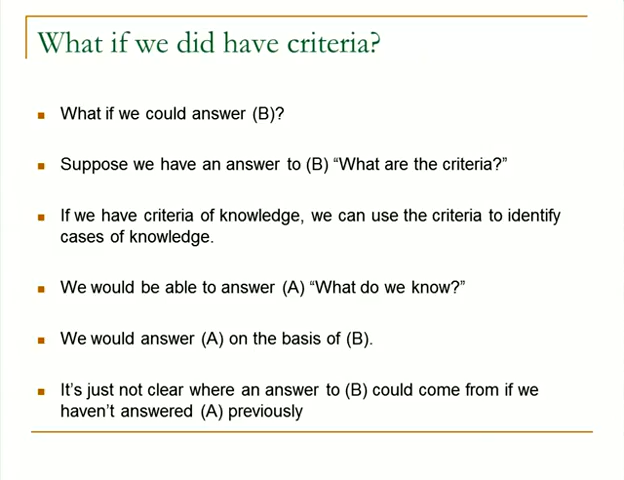 What if we did have criteria?
What if we could answer (B)?
Suppose we have an answer to (B) “What are the criteria?”
If we have criteria of knowledge, we can use the criteria to identify
cases of knowledge.
We would be able to answer (A) “What do we know?”
We would answer (A) on the basis of (B).
It’s just not clear where an answer to (B) could come from if we
haven’t answered (A) previously